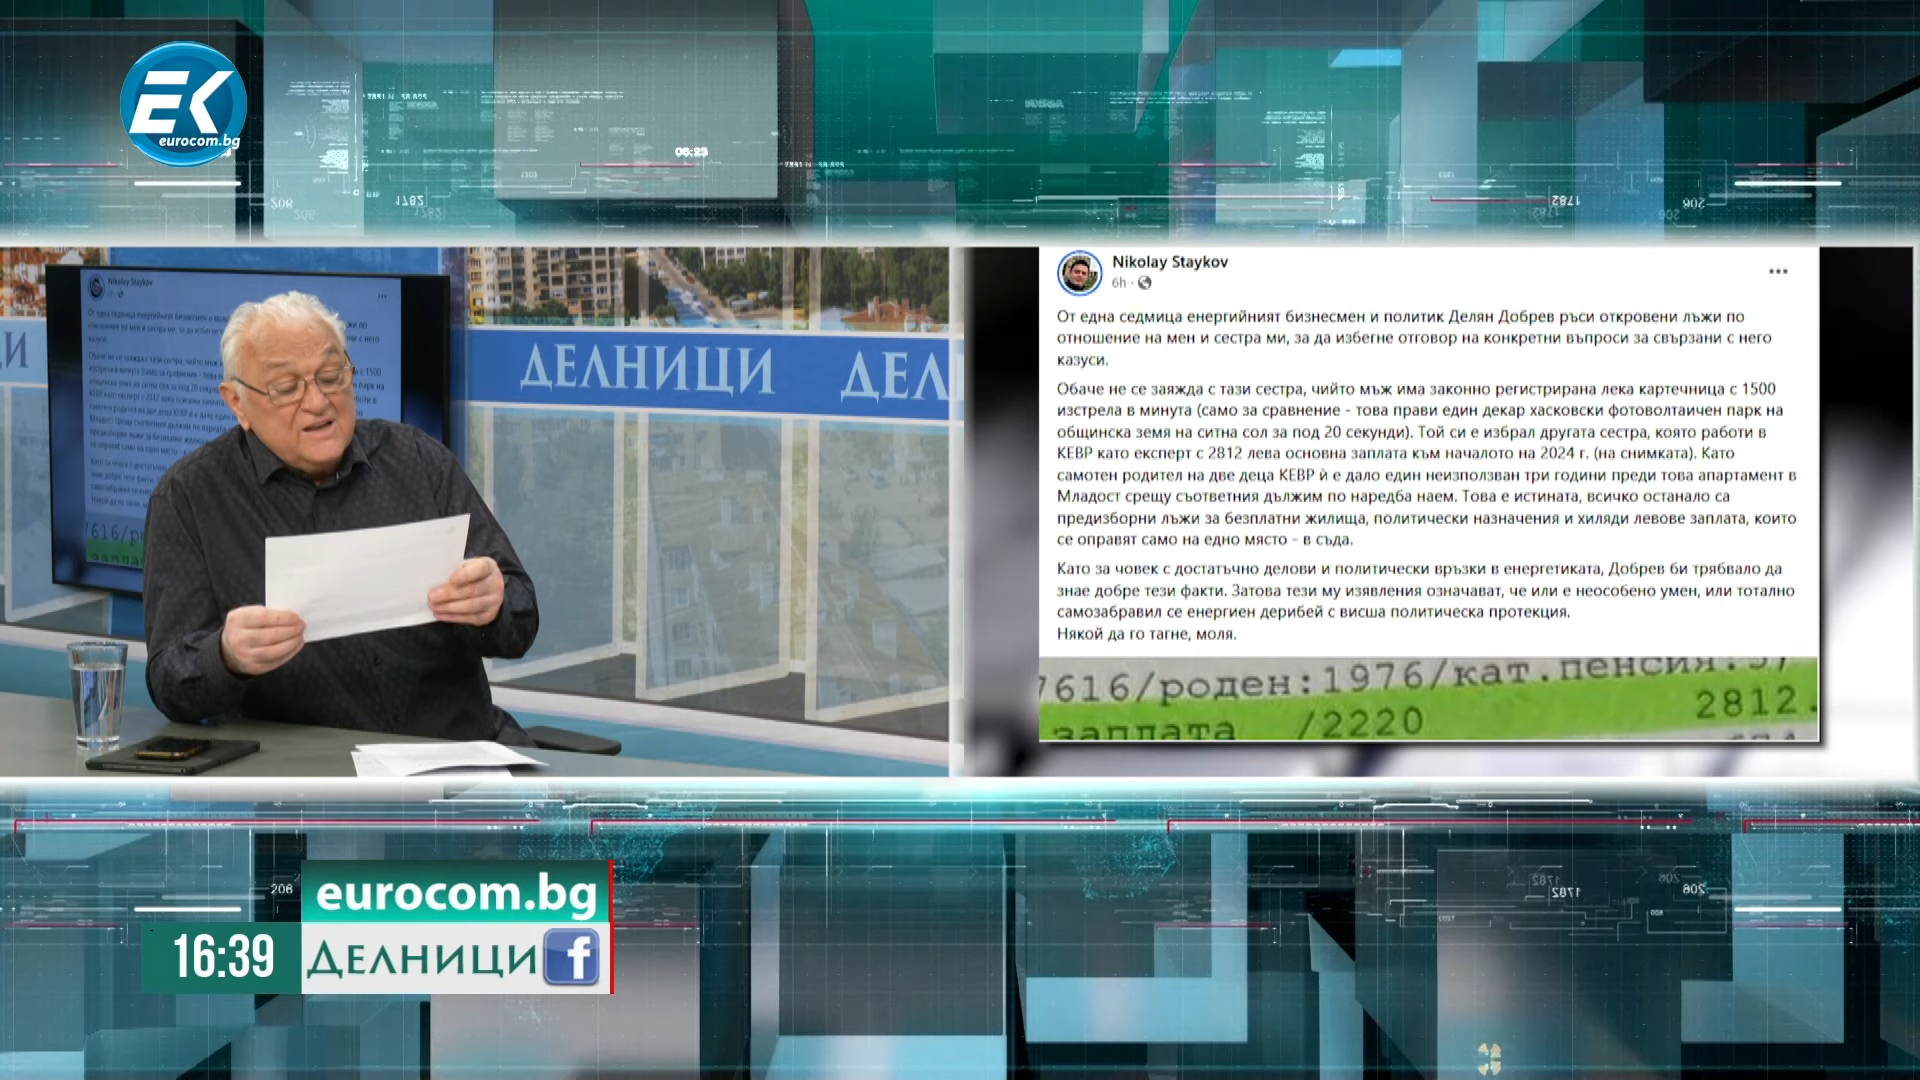 EK
eurocom.bg
Nikolay Staykov
ДЕЛНИЦИ
Nikolay Staykov
6h
От една седмица енергийният бизнесмен и политик Делян Добрев ръси откровени лъжи по
отношение на мен и сестра ми, за да избегне отговор на конкретни въпроси за свързани с него
казуси.
Обаче не се заяжда с тази сестра, чийто мъж има законно регистрирана лека картечница с 1500
изстрела в минута (само за сравнение - това прави един декар хасковски фотоволтаичен парк на
общинска земя на ситна сол за под 20 секунди). Той си е избрал другата сестра, която работи в
КЕВР като експерт с 2812 лева основна заплата към началото на 2024 г. (на снимката). Като
самотен родител на две деца КЕВР ѝ е дало един неизползван три години преди това апартамент в
Младост срещу съответния дължим по наредба наем. Това е истината, всичко останало са
предизборни лъжи за безплатни жилища, политически назначения и хиляди левове заплата, които
се оправят само на едно място - в съда.
Като за човек с достатъчно делови и политически връзки в енергетиката, Добрев би трябвало да
знае добре тези факти. Затова тези му изявления означават, че или е неособено умен, или тотално
самозабравил се енергиен дерибей с висша политическа протекция.
Някой да го тагне, моля.
7616/роден:1976/кат.пенсия:37
заплата /2220 2812.
eurocom.bg
16:39 ДЕЛНИЦИ f